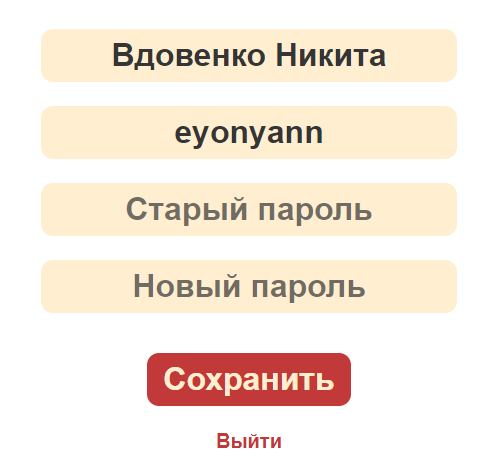 Вдовенко Никита
eyonyann
Старый пароль
Новый пароль
Сохранить
Выйти